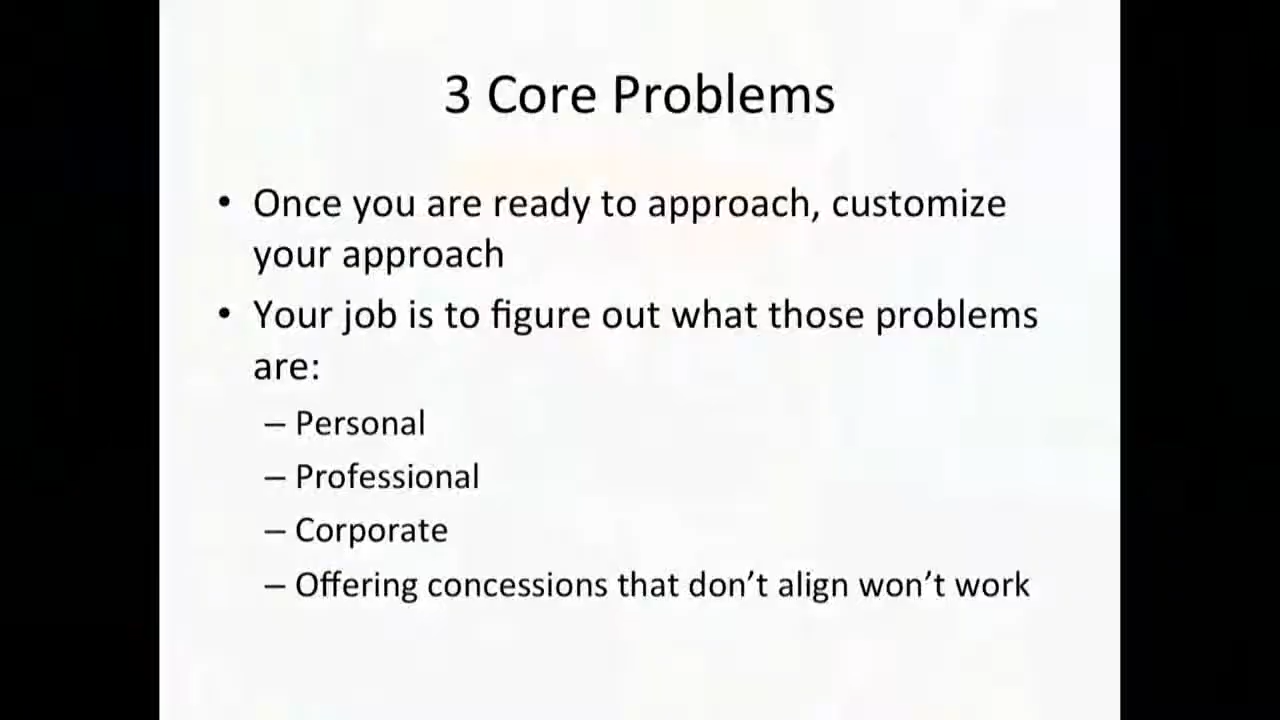 3 Core Problems
• Once you are ready to approach, customize
your approach
• Your job is to figure out what those problems
are:
– Personal
– Professional
– Corporate
– Offering concessions that don’t align won’t work